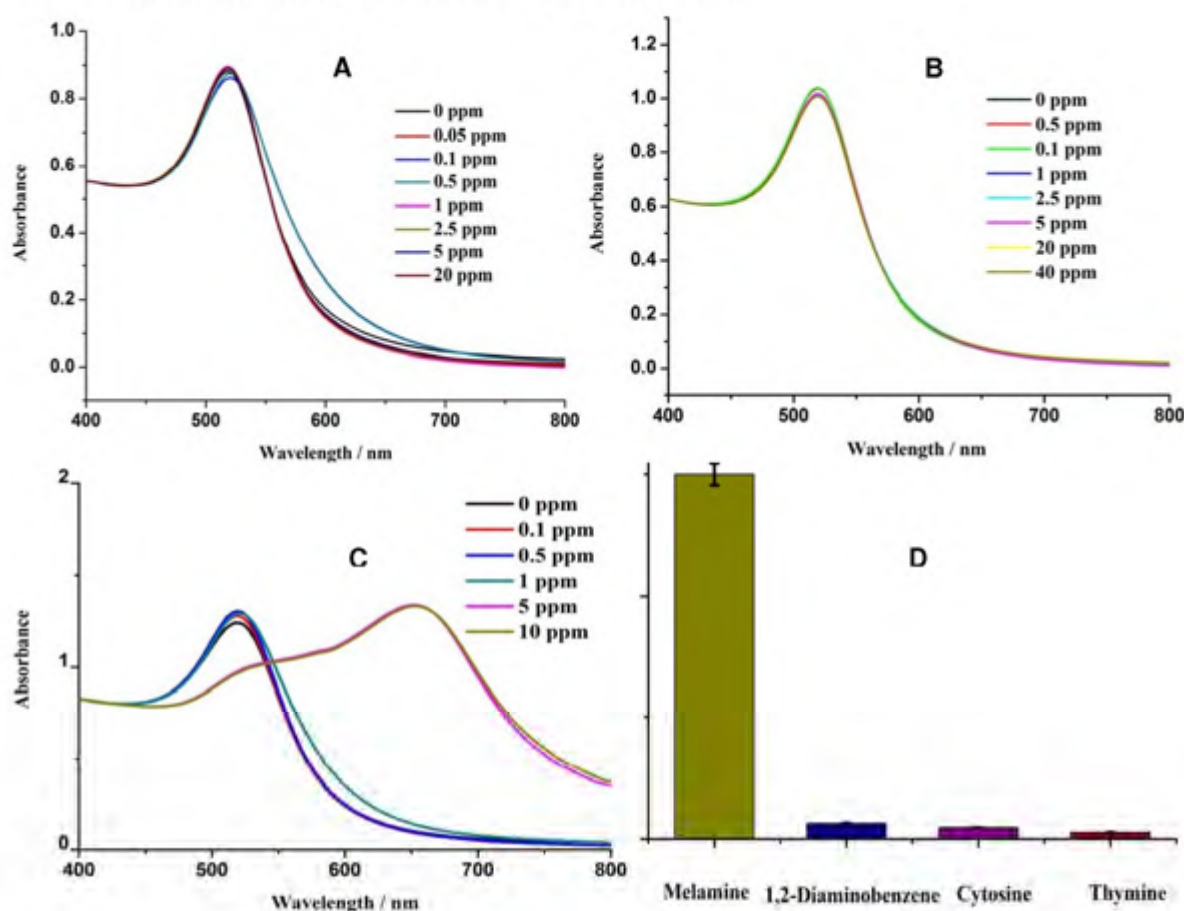 1.0
0.8
0.6
0.4
0.2
0.0
Absorbance
A
0 ppm
0.05 ppm
0.1 ppm
0.5 ppm
1 ppm
2.5 ppm
5 ppm
20 ppm
400
500
600
700
800
Wavelength / nm
1.2
1.0
0.8
0.6
0.4
0.2
0.0
Absorbance
B
0 ppm
0.5 ppm
0.1 ppm
1 ppm
2.5 ppm
5 ppm
20 ppm
40 ppm
400
500
600
700
800
Wavelength / nm
2
1
0
Absorbance
C
0 ppm
0.1 ppm
0.5 ppm
1 ppm
5 ppm
10 ppm
400
500
600
700
800
Wavelength / nm
D
Melamine
1,2-Diaminobenzene
Cytosine
Thymine